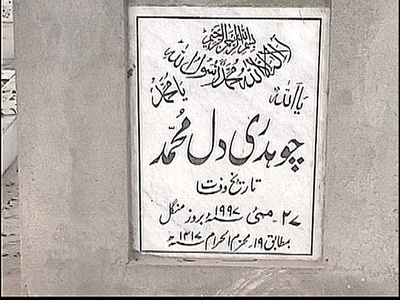 بسم اللہ الرحمن الرحیم
لا الہ الا اللہ محمد رسول اللہ
یا اللہ یا محمد
چوہدری دل محمد
تاریخ وفات
۲۷ ۔ مئی ۱۹۹۷ء بروز منگل
بمطابق ۱۹ ۔ محرم الحرام ۱۴۱۷ھ